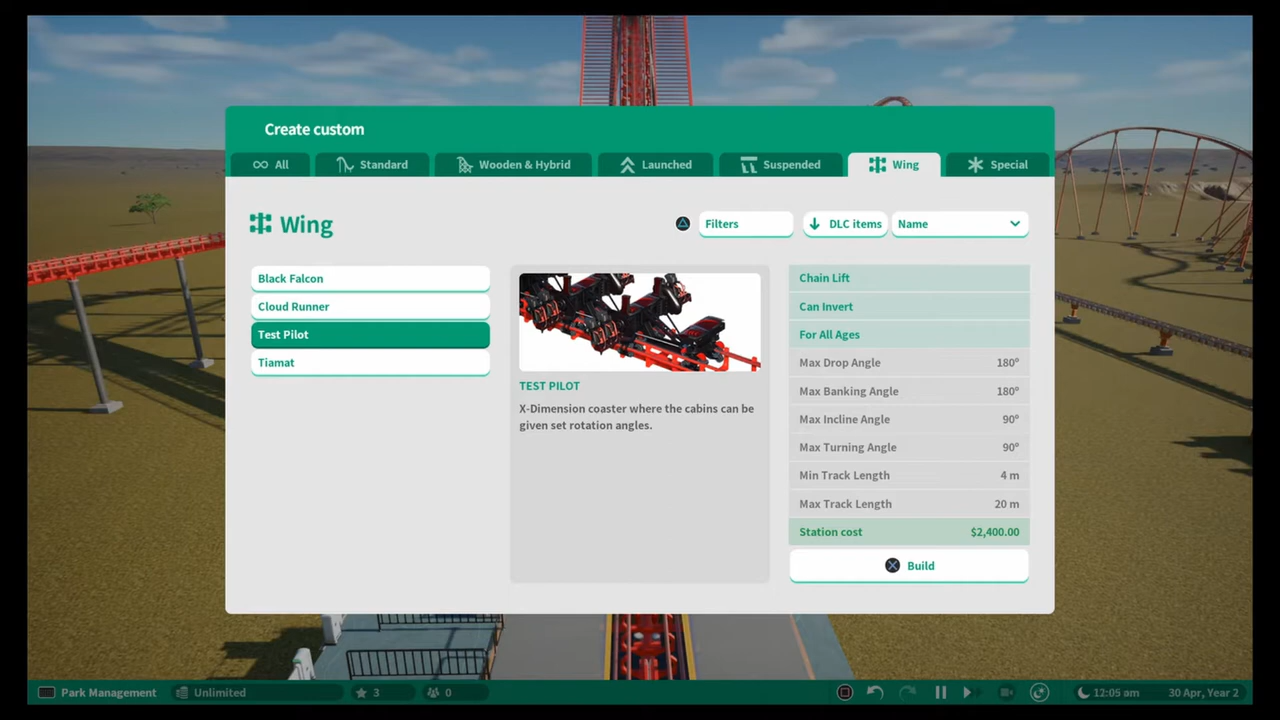 Create custom
All
Standard
Wooden & Hybrid
Launched
Suspended
Wing
Special
Wing
Filters
DLC items
Name
Black Falcon
Cloud Runner
Test Pilot
Tiamat
TEST PILOT
X-Dimension coaster where the cabins can be
given set rotation angles.
Chain Lift
Can Invert
For All Ages
Max Drop Angle 180°
Max Banking Angle 180°
Max Incline Angle 90°
Max Turning Angle 90°
Min Track Length 4 m
Max Track Length 20 m
Station cost $2,400.00
Build
Park Management
Unlimited
3
0
12:05 am
30 Apr, Year 2